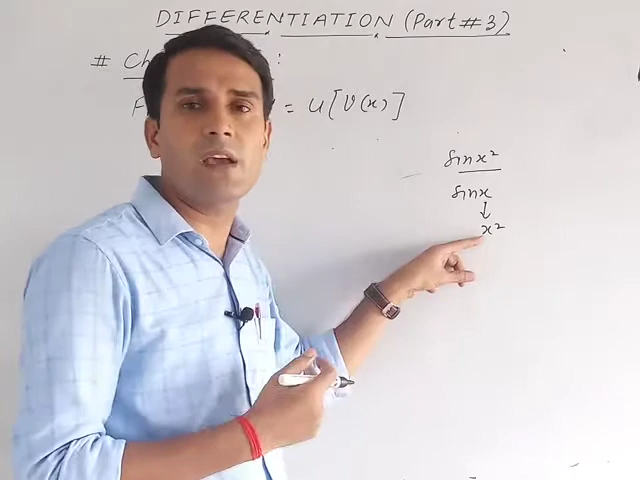 DIFFERENTIATION (Part#3)
# Ch :
F = u[v(x)]
sinx²
sinx
↓
x²